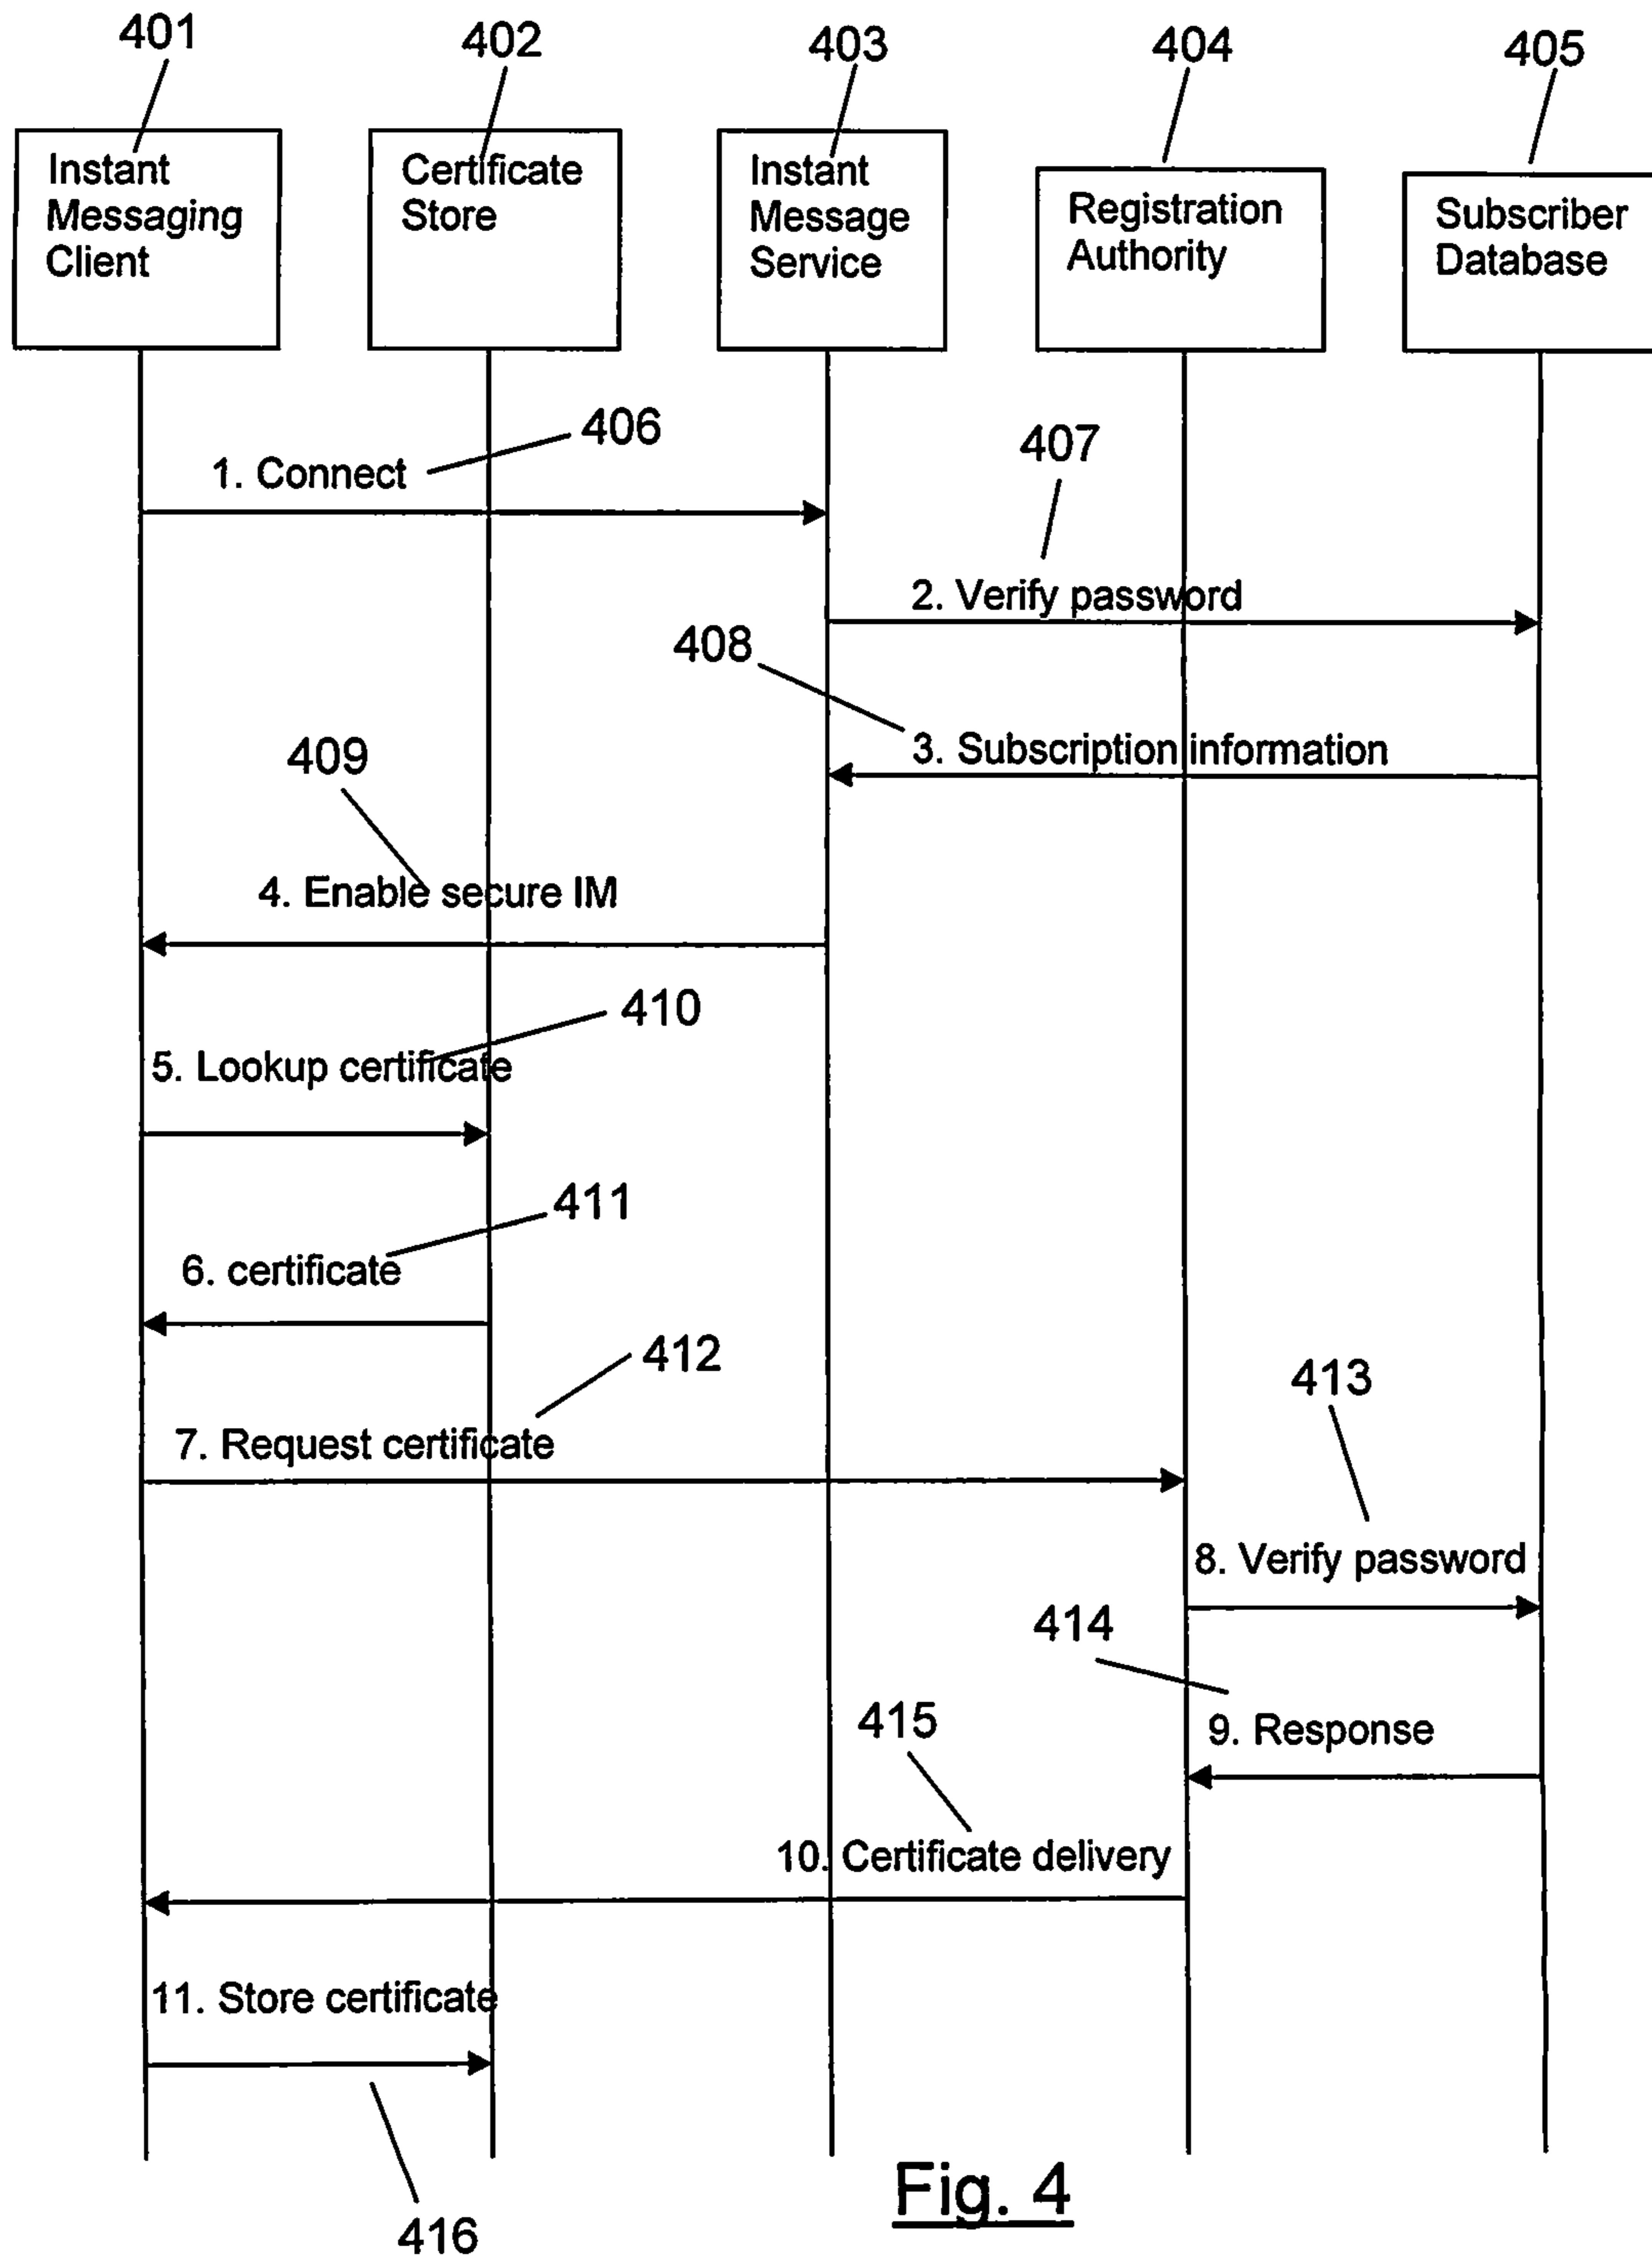 401
402
403
404
405
Instant
Messaging
Client
Certificate
Store
Instant
Message
Service
Registration
Authority
Subscriber
Database
406
1. Connect
407
2. Verify password
408
3. Subscription information
409
4. Enable secure IM
410
5. Lookup certificate
411
6. certificate
412
7. Request certificate
413
8. Verify password
414
9. Response
415
10. Certificate delivery
11. Store certificate
416
Fig. 4